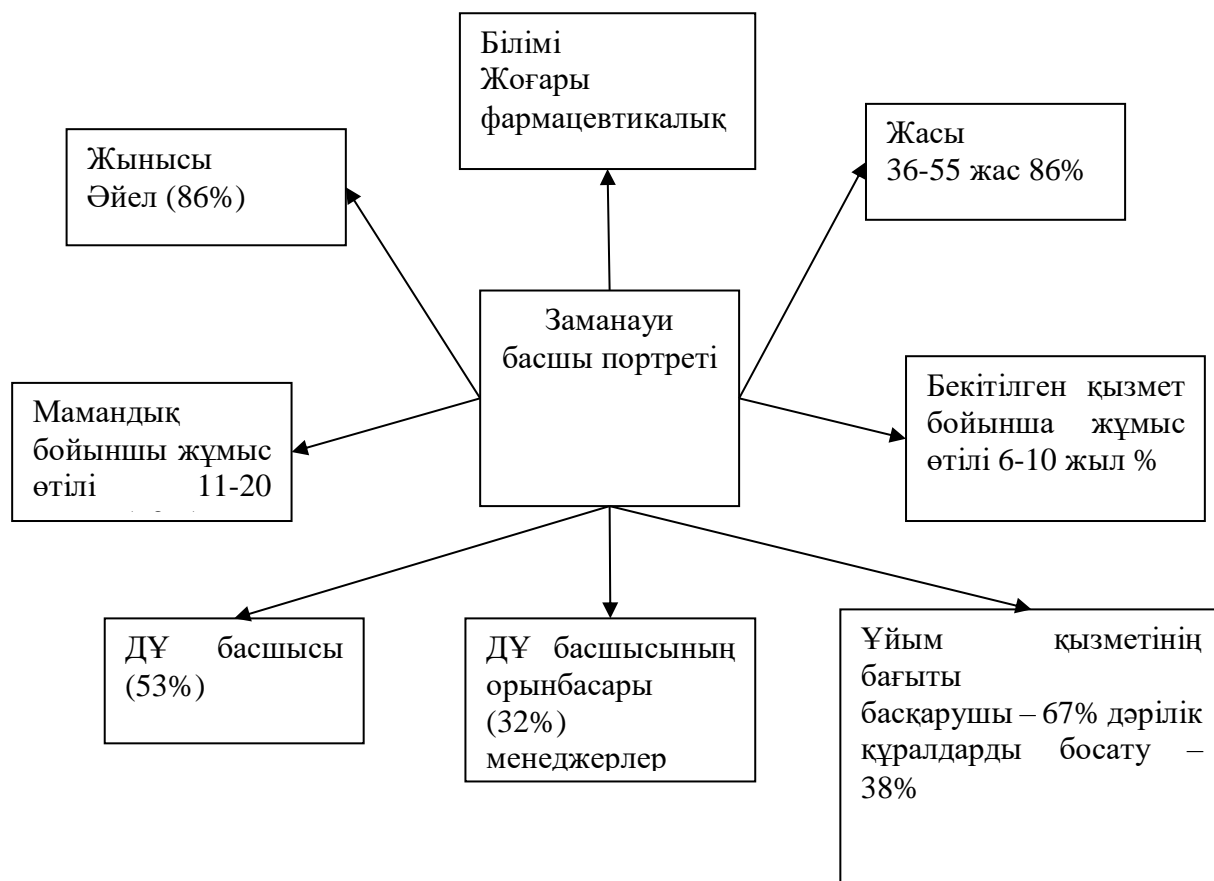 Білімі
Жоғары
фармацевтикалық
Жынысы
Әйел (86%)
Жасы
36-55 жас 86%
Заманауи
басшы портреті
Мамандық
бойыншы жұмыс
өтілі 11-20
Бекітілген қызмет
бойынша жұмыс
өтілі 6-10 жыл %
ДҰ басшысы
(53%)
ДҰ басшысының
орынбасары
(32%)
менеджерлер
Ұйым қызметінің
бағыты
басқарушы – 67% дәрілік
құралдарды босату –
38%